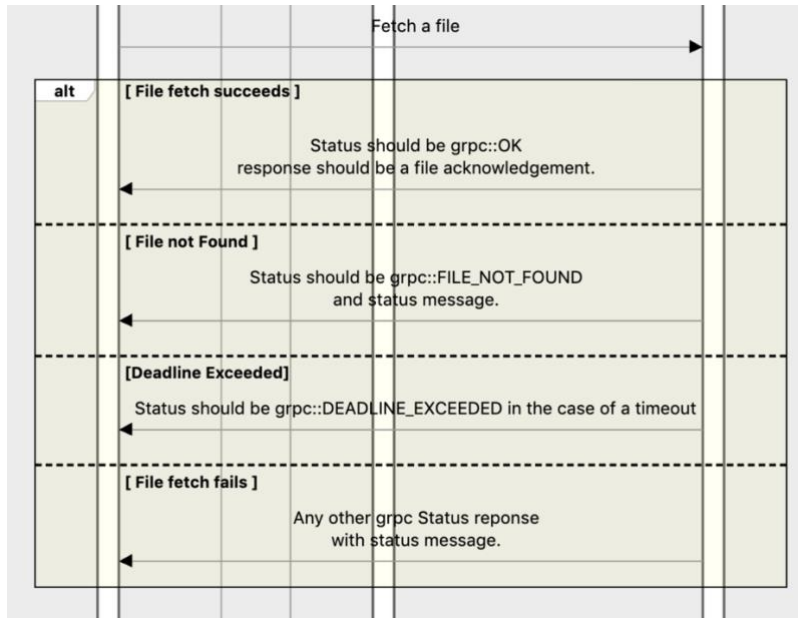 Fetch a file
alt
[ File fetch succeeds ]
Status should be grpc::OK
response should be a file acknowledgement.
[ File not Found ]
Status should be grpc::FILE_NOT_FOUND
and status message.
[Deadline Exceeded]
Status should be grpc::DEADLINE_EXCEEDED in the case of a timeout
[ File fetch fails ]
Any other grpc Status reponse
with status message.